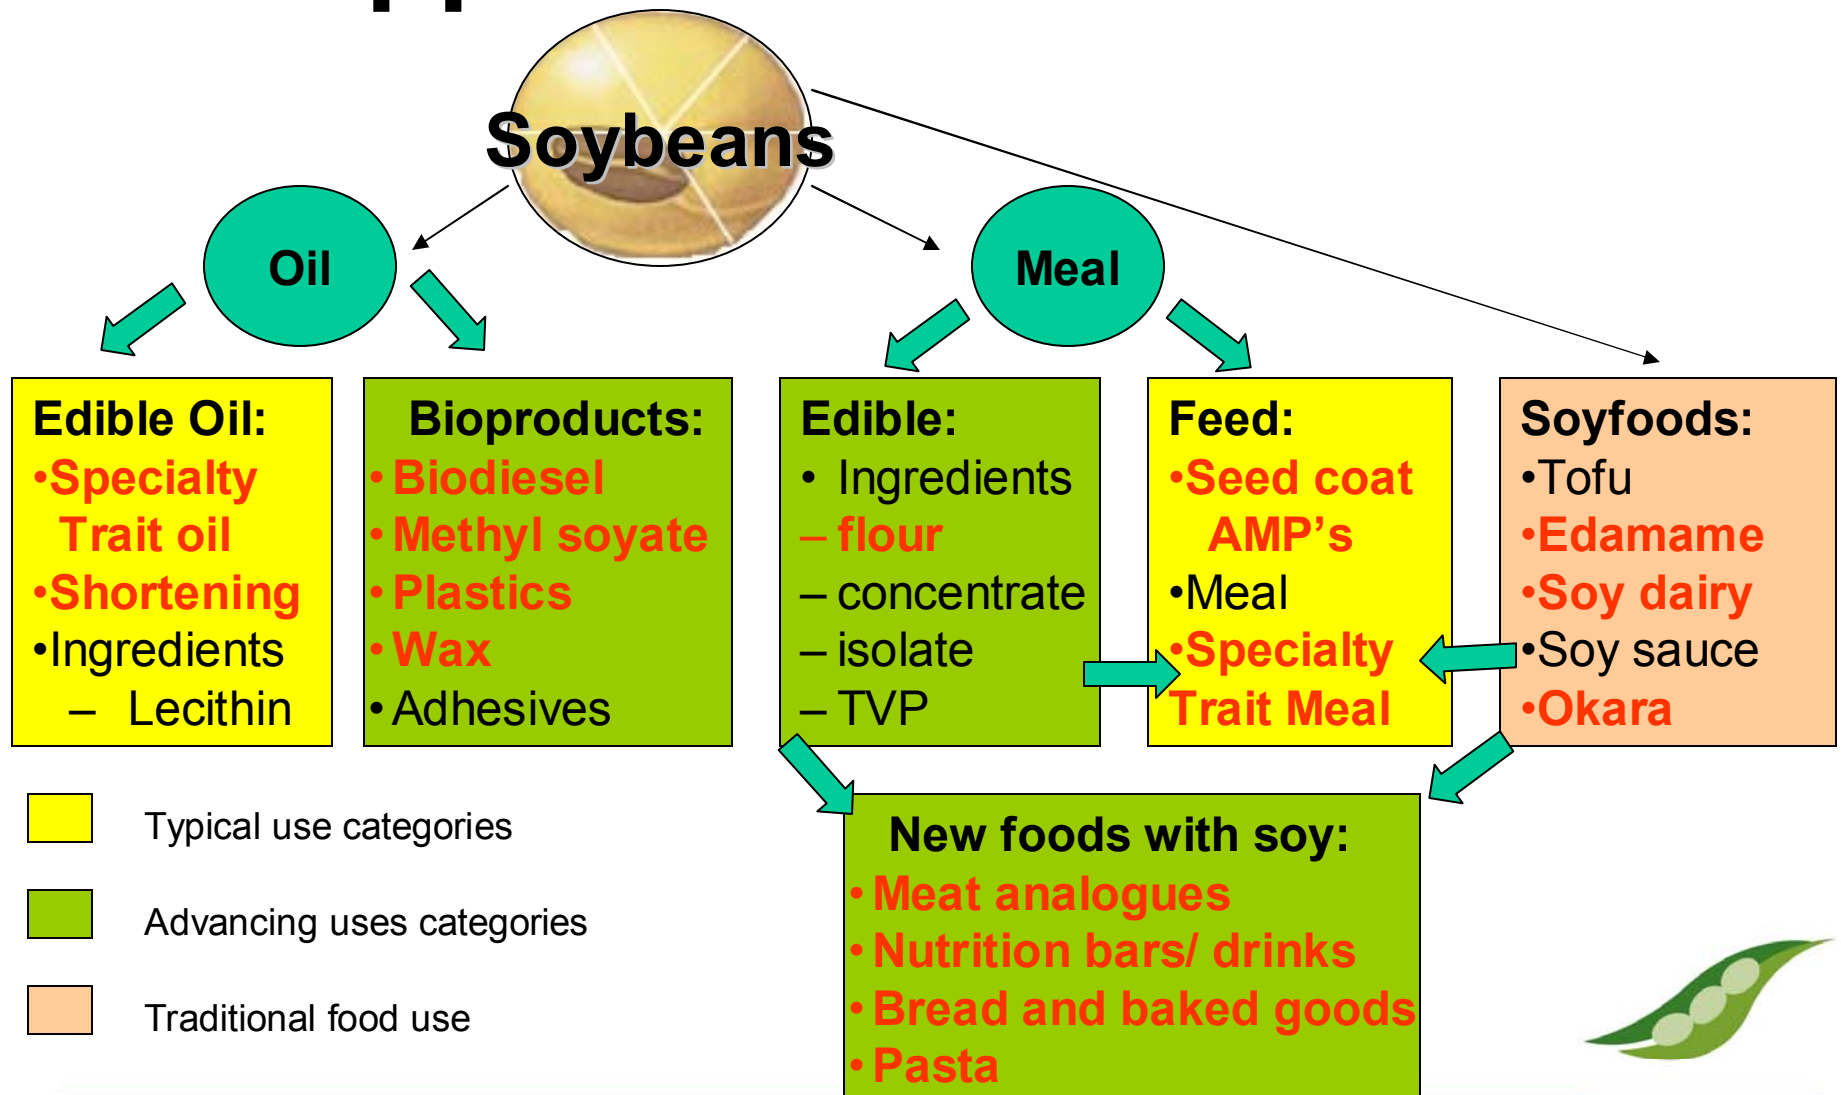 Soybeans
Oil
Meal
Edible Oil:
•Specialty
Trait oil
•Shortening
•Ingredients
– Lecithin
Bioproducts:
• Biodiesel
• Methyl soyate
• Plastics
• Wax
• Adhesives
Edible:
• Ingredients
– flour
– concentrate
– isolate
– TVP
Feed:
•Seed coat
AMP's
•Meal
•Specialty
Trait Meal
Soyfoods:
•Tofu
•Edamame
•Soy dairy
•Soy sauce
•Okara
Typical use categories
Advancing uses categories
Traditional food use
New foods with soy:
• Meat analogues
• Nutrition bars/ drinks
• Bread and baked goods
• Pasta